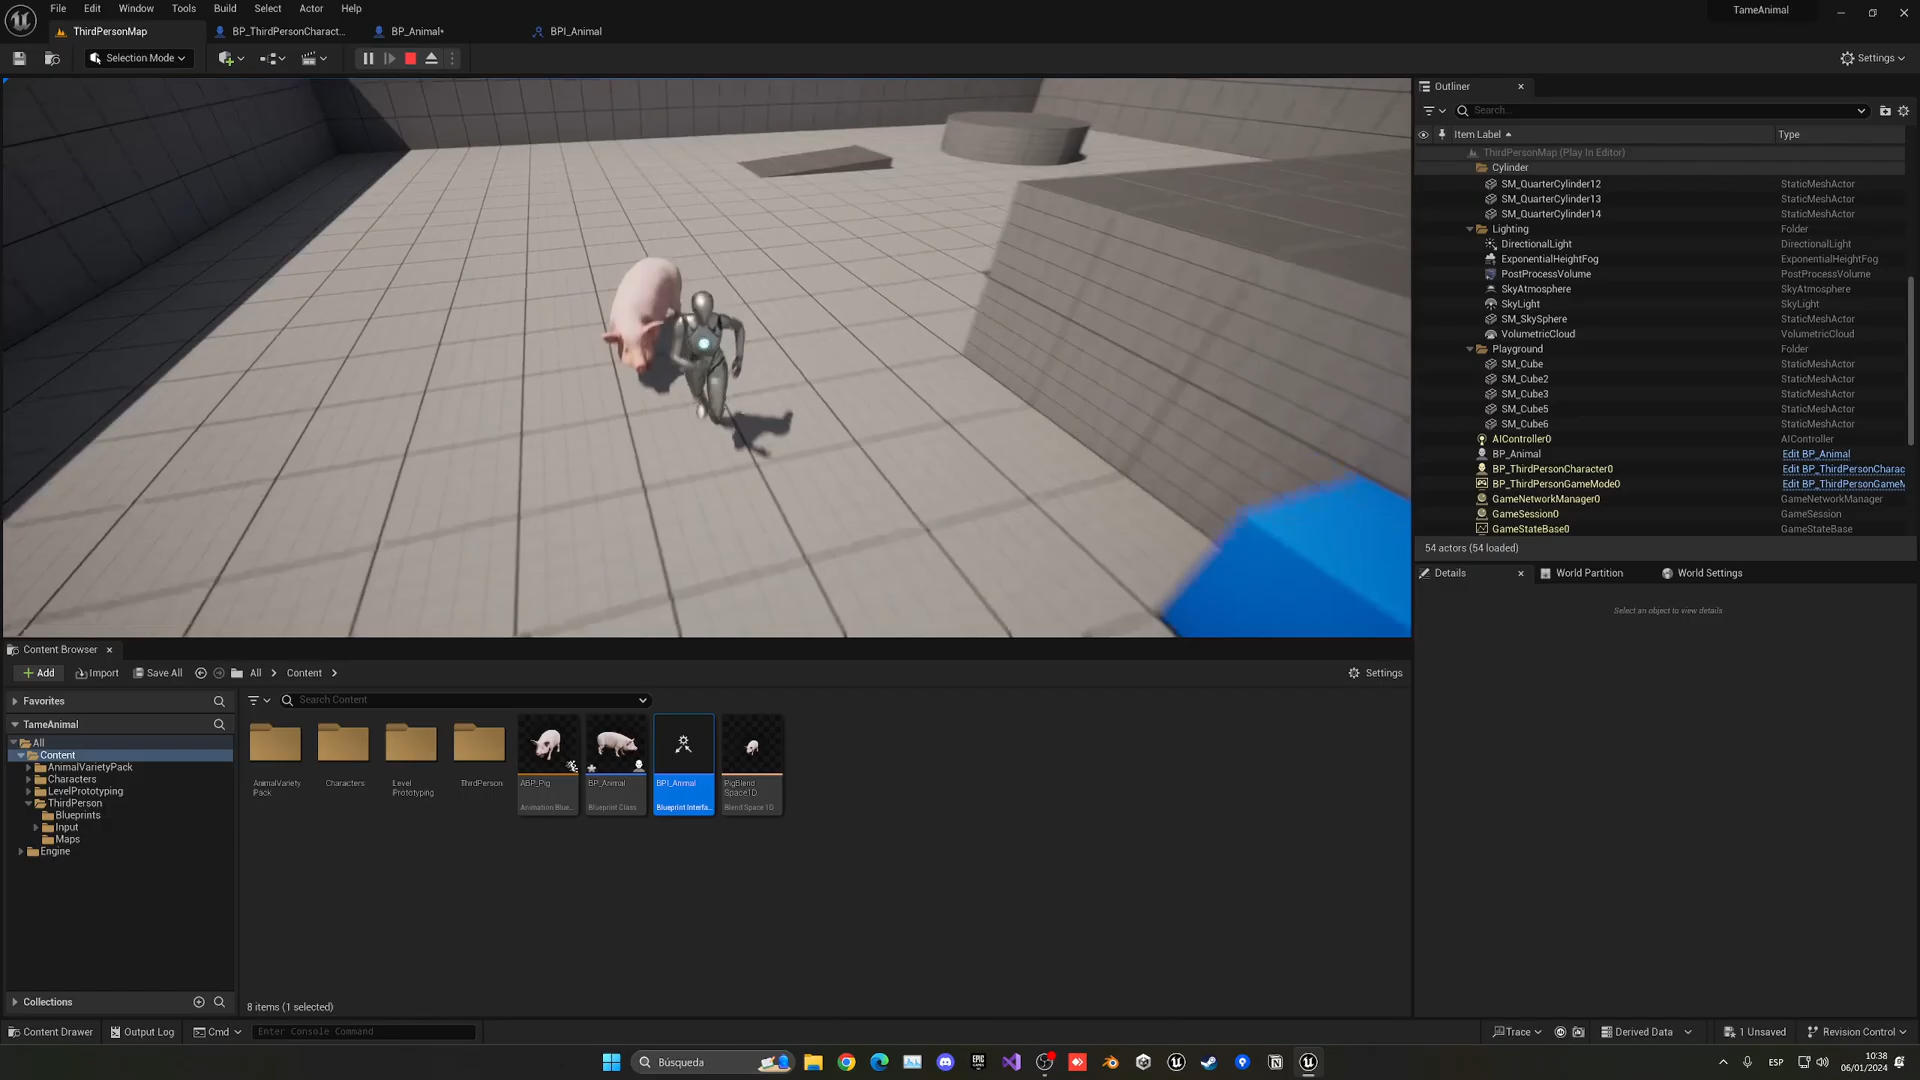 File Edit Window Tools Build Select Actor Help
TameAnimal
ThirdPersonMap
BP_ThirdPersonCharact...
BP_Animal*
BPI_Animal
Selection Mode
Settings
Outliner
Search...
Item Label
Type
ThirdPersonMap (Play In Editor)
Cylinder
SM_QuarterCylinder12 StaticMeshActor
SM_QuarterCylinder13 StaticMeshActor
SM_QuarterCylinder14 StaticMeshActor
Lighting Folder
DirectionalLight DirectionalLight
ExponentialHeightFog ExponentialHeightFog
PostProcessVolume PostProcessVolume
SkyAtmosphere SkyAtmosphere
SkyLight SkyLight
SM_SkySphere StaticMeshActor
VolumetricCloud VolumetricCloud
Playground Folder
SM_Cube StaticMeshActor
SM_Cube2 StaticMeshActor
SM_Cube3 StaticMeshActor
SM_Cube5 StaticMeshActor
SM_Cube6 StaticMeshActor
AIController0 AIController
BP_Animal Edit BP_Animal
BP_ThirdPersonCharacter0 Edit BP_ThirdPersonCharac
BP_ThirdPersonGameMode0 Edit BP_ThirdPersonGameM
GameNetworkManager0 GameNetworkManager
GameSession0 GameSession
GameStateBase0 GameStateBase
54 actors (54 loaded)
Details
World Partition
World Settings
Select an object to view details
Content Browser
Add
Import
Save All
All
Content
Settings
Favorites
Search Content
TameAnimal
All
Content
AnimalVarietyPack
Characters
LevelPrototyping
ThirdPerson
Blueprints
Input
Maps
Engine
AnimalVariety
Pack
Characters
Level
Prototyping
ThirdPerson
ABP_Pig
Animation Blue...
BP_Animal
Blueprint Class
BPI_Animal
Blueprint Interfa...
PigBlend
Space1D
Blend Space 1D
Collections
8 items (1 selected)
Content Drawer
Output Log
Cmd
Enter Console Command
Trace
Derived Data
1 Unsaved
Revision Control
Búsqueda
EPIC
GAMES
ESP
10:38
06/01/2024